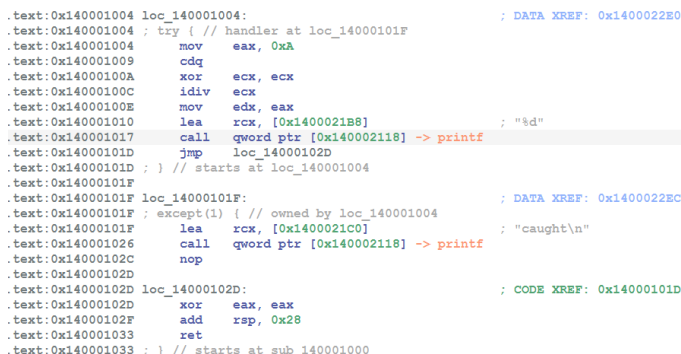 .text:0x140001004 loc_140001004: ; DATA XREF: 0x1400022E0
.text:0x140001004 ; try { // handler at loc_14000101F
.text:0x140001004 mov eax, 0xA
.text:0x140001009 cdq
.text:0x14000100A xor ecx, ecx
.text:0x14000100C idiv ecx
.text:0x14000100E mov edx, eax
.text:0x140001010 lea rcx, [0x1400021B8] ; "%d"
.text:0x140001017 call qword ptr [0x140002118] -> printf
.text:0x14000101D jmp loc_14000102D
.text:0x14000101D ; } // starts at loc_140001004
.text:0x14000101F
.text:0x14000101F loc_14000101F: ; DATA XREF: 0x1400022EC
.text:0x14000101F ; except(1) { // owned by loc_140001004
.text:0x14000101F lea rcx, [0x1400021C0] ; "caught\n"
.text:0x140001026 call qword ptr [0x140002118] -> printf
.text:0x14000102C nop
.text:0x14000102D
.text:0x14000102D loc_14000102D: ; CODE XREF: 0x14000101D
.text:0x14000102D xor eax, eax
.text:0x14000102F add rsp, 0x28
.text:0x140001033 ret
.text:0x140001033 ; } // starts at sub_140001000